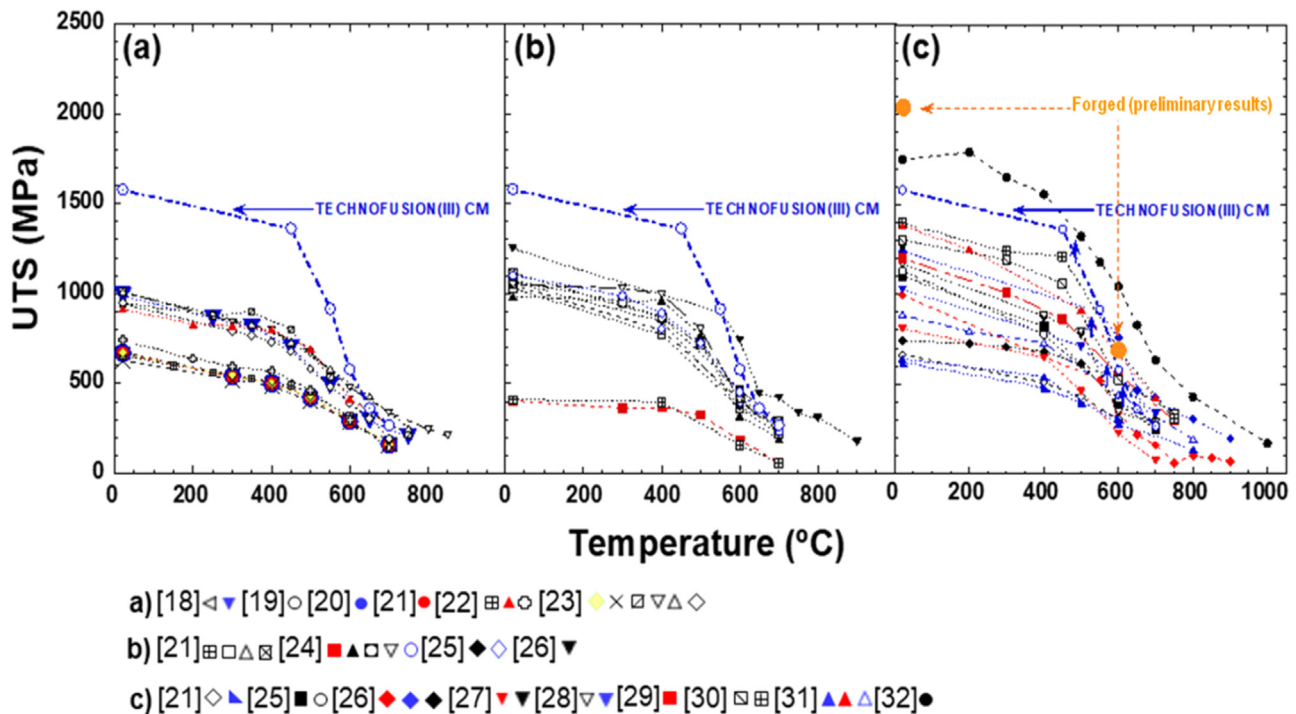 2500
2000
1500
1000
500
0
UTS (MPa)
(a)
(b)
(c)
Forged (preliminary results)
TECHNOFUSION(III) CM
TECHNOFUSION(III) CM
TECHNOFUSION(III) CM
0 200 400 600 800
0 200 400 600 800
0 200 400 600 800 1000
Temperature (ºC)
a) [18] [19] [20] [21] [22] [23]
b) [21] [24] [25] [26]
c) [21] [25] [26] [27] [28] [29] [30] [31] [32]